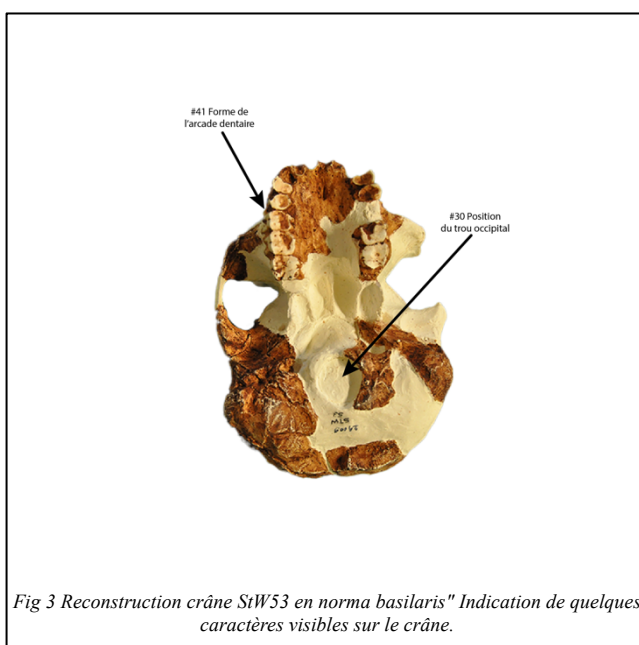 #41 Forme de
l'arcade dentaire
#30 Position
du trou occipital
Fig 3 Reconstruction crâne StW53 en norma basilaris" Indication de quelques
caractères visibles sur le crâne.